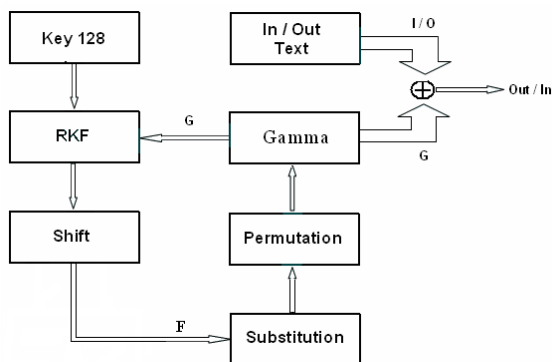 Key 128
In / Out
Text
I / O
Out / In
RKF
G
Gamma
G
Shift
Permutation
F
Substitution